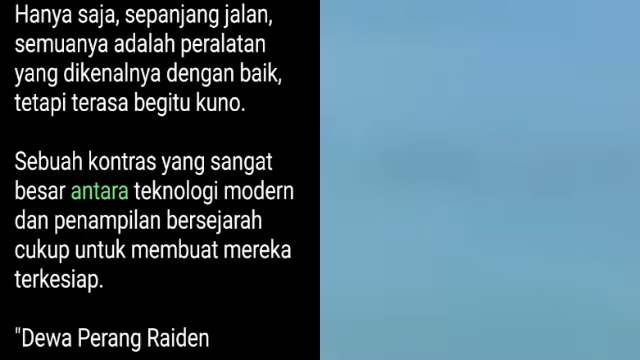 Hanya saja, sepanjang jalan,
semuanya adalah peralatan
yang dikenalnya dengan baik,
tetapi terasa begitu kuno.
Sebuah kontras yang sangat
besar antara teknologi modern
dan penampilan bersejarah
cukup untuk membuat mereka
terkesiap.
"Dewa Perang Raiden